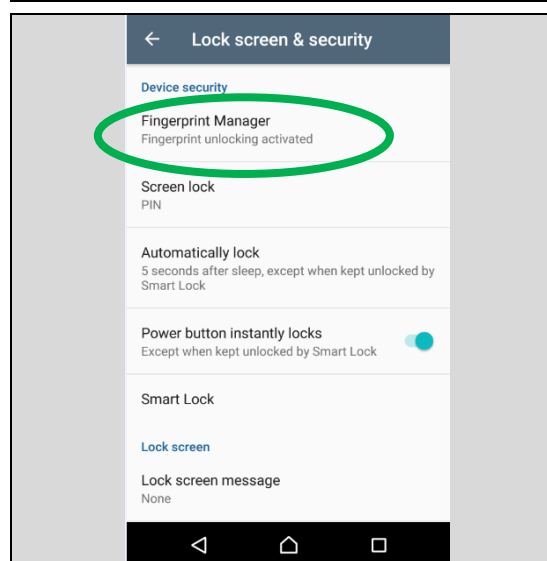 Lock screen & security
Device security
Fingerprint Manager
Fingerprint unlocking activated
Screen lock
PIN
Automatically lock
5 seconds after sleep, except when kept unlocked by
Smart Lock
Power button instantly locks
Except when kept unlocked by Smart Lock
Smart Lock
Lock screen
Lock screen message
None